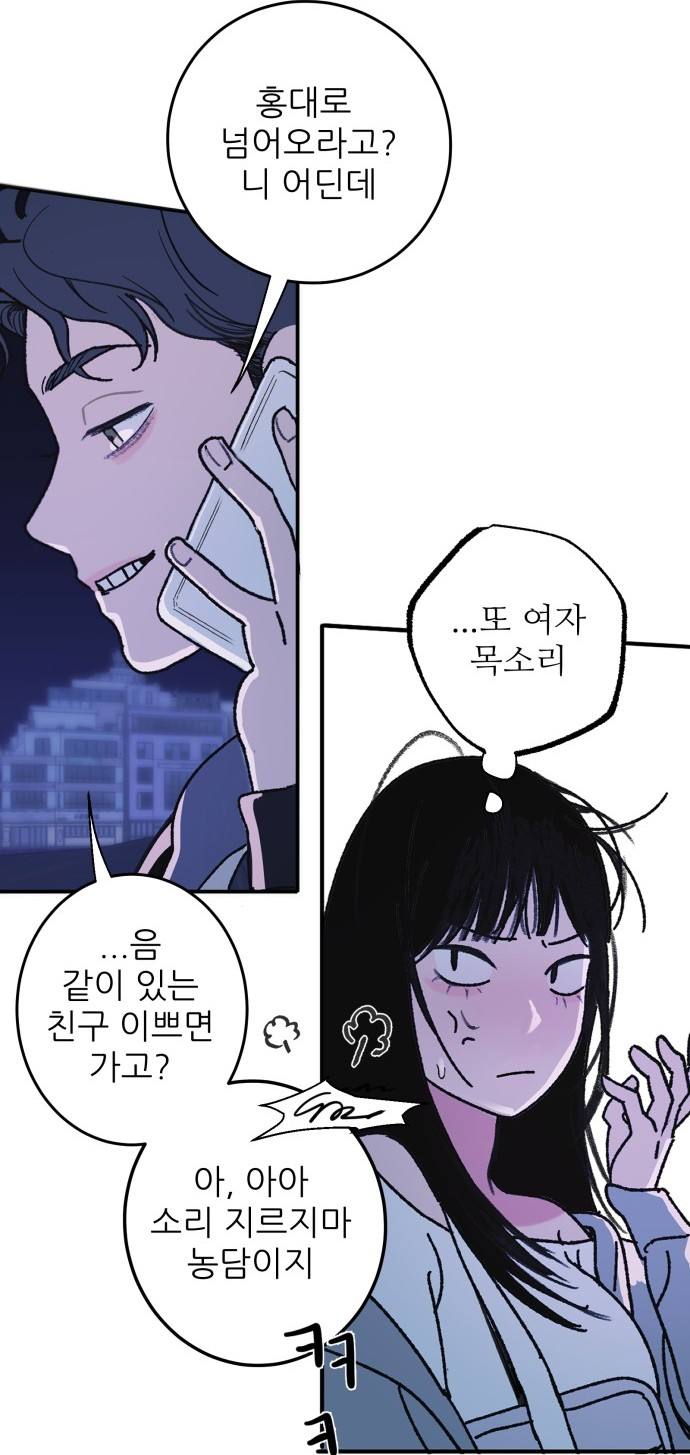 홍대로
넘어오라고?
니 어딘데
...또 여자
목소리
...음
같이 있는
친구 이쁘면
가고?
아, 아아
소리 지르지마
농담이지
ㅋㅋ
ㅋ